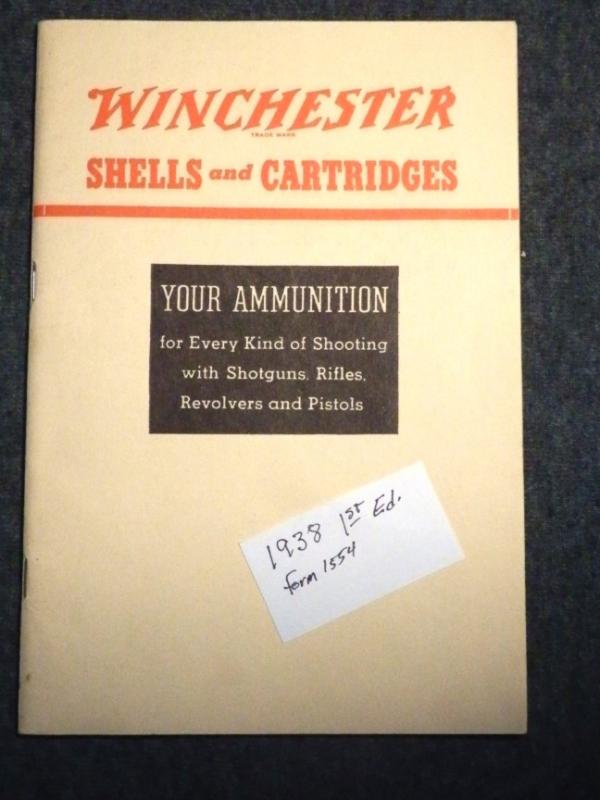 WINCHESTER
TRADE MARK
SHELLS and CARTRIDGES
YOUR AMMUNITION
for Every Kind of Shooting
with Shotguns, Rifles,
Revolvers and Pistols
1938 1st Ed.
form 1554